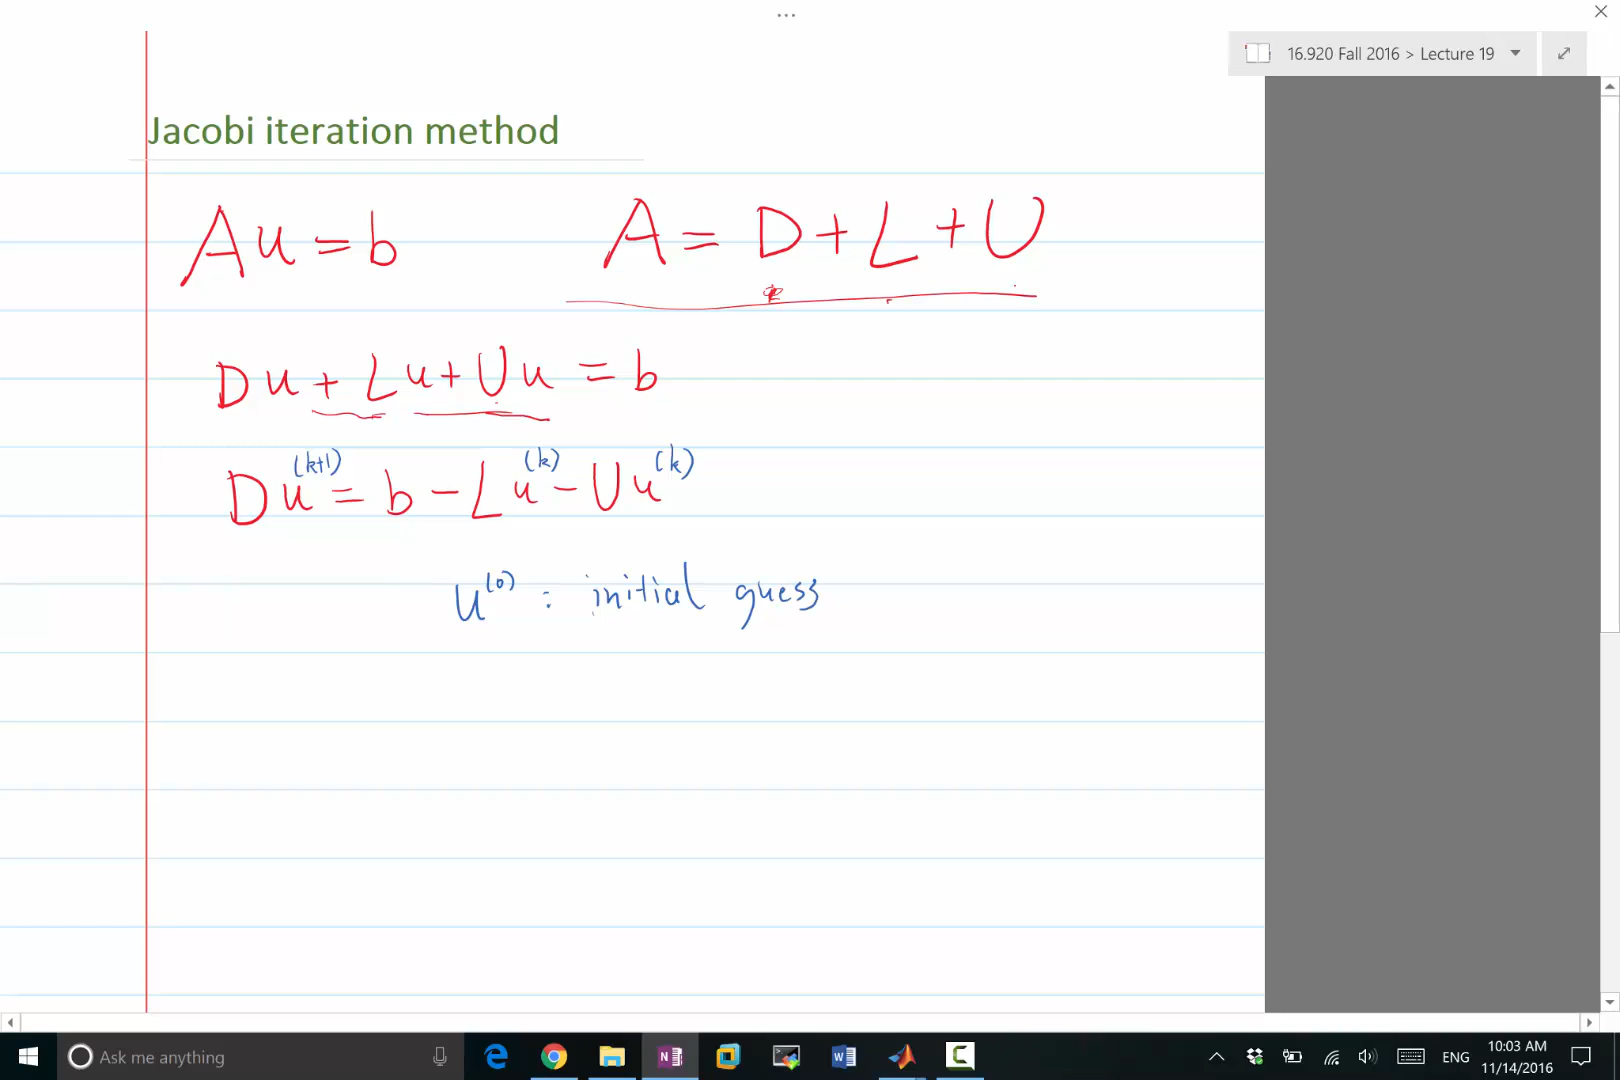 ...
16.920 Fall 2016 > Lecture 19
Jacobi iteration method
Au = b
A = D + L + U
Du + Lu + Uu = b
Du^(k+1) = b - Lu^(k) - Uu^(k)
u^(0) : initial guess
Ask me anything
ENG
10:03 AM
11/14/2016